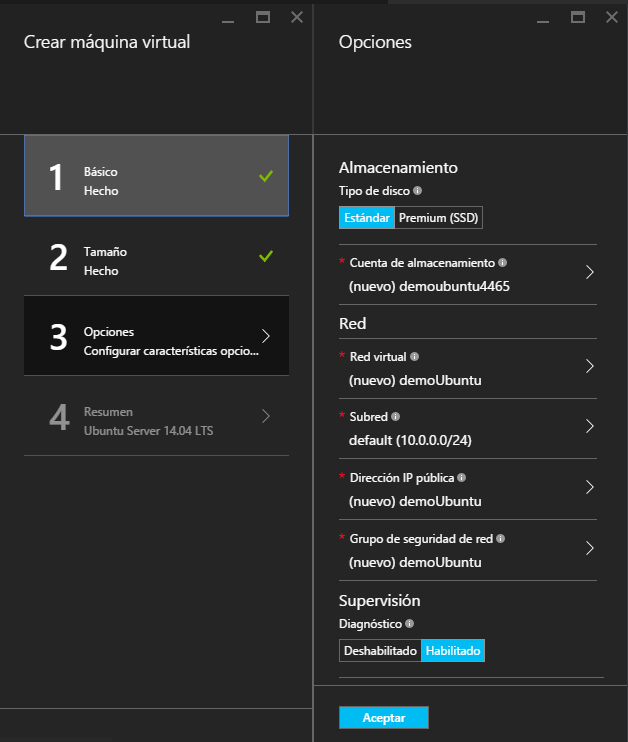 Crear máquina virtual
1
Básico
Hecho
2
Tamaño
Hecho
3
Opciones
Configurar características opcio...
4
Resumen
Ubuntu Server 14.04 LTS
Opciones
Almacenamiento
Tipo de disco
Estándar Premium (SSD)
* Cuenta de almacenamiento
(nuevo) demoubuntu4465
Red
* Red virtual
(nuevo) demoUbuntu
* Subred
default (10.0.0.0/24)
* Dirección IP pública
(nuevo) demoUbuntu
* Grupo de seguridad de red
(nuevo) demoUbuntu
Supervisión
Diagnóstico
Deshabilitado Habilitado
Aceptar